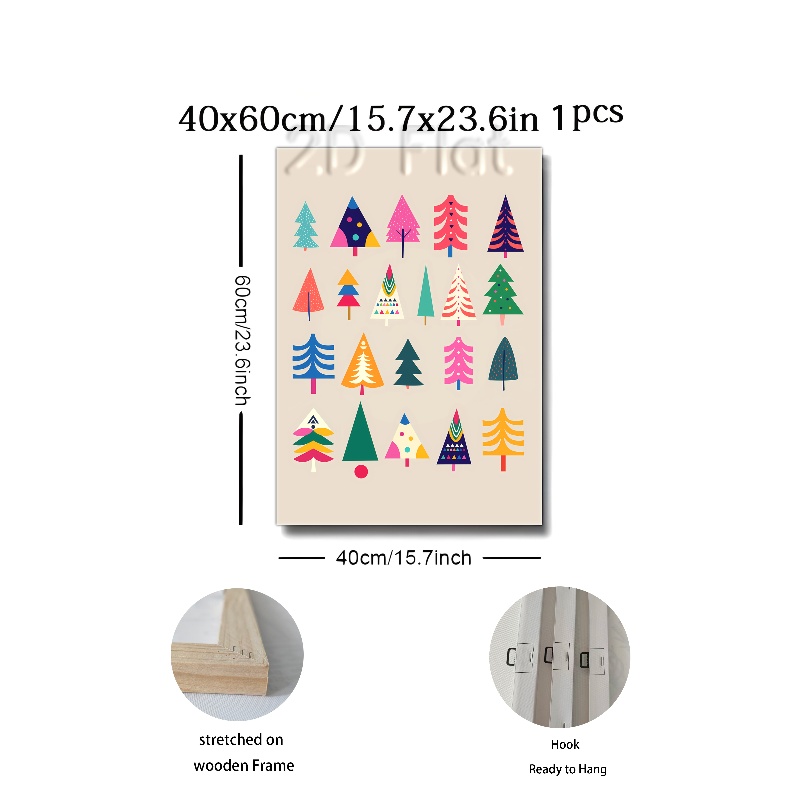 40x60cm/15.7x23.6in 1pcs
2D Flat
60cm/23.6inch
40cm/15.7inch
stretched on
wooden Frame
Hook
Ready to Hang